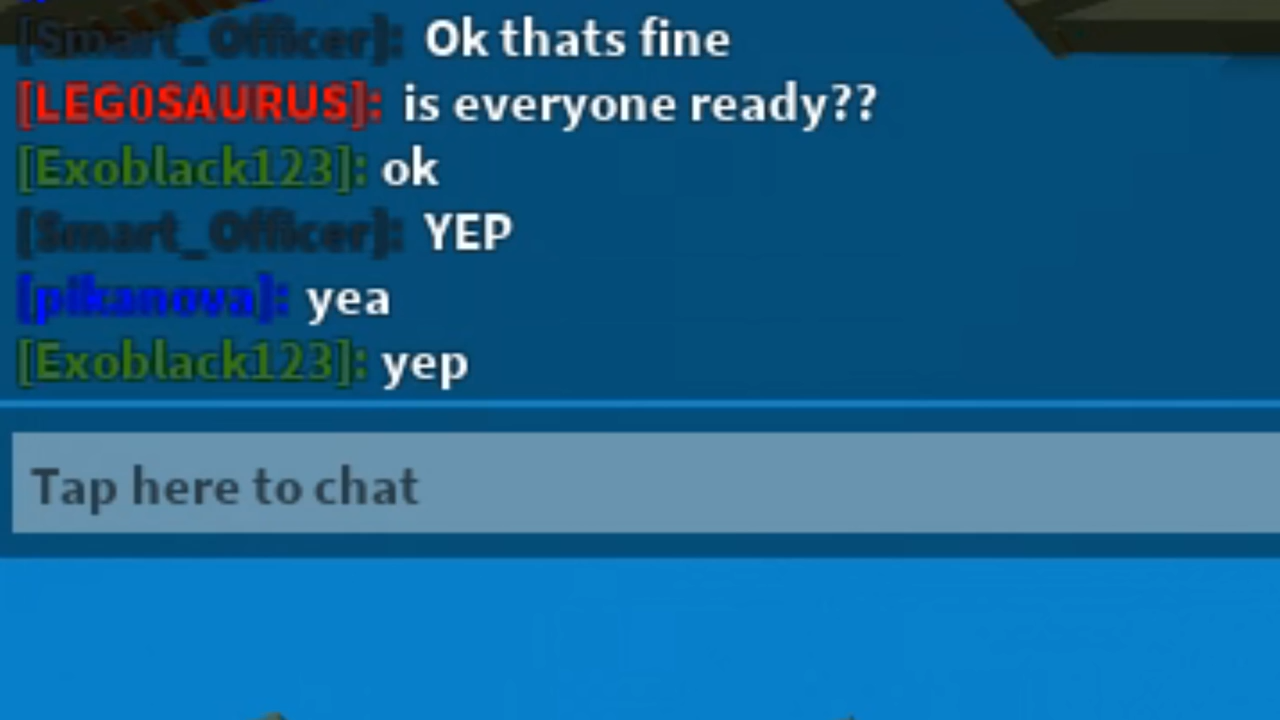 [Smart_Officer]: Ok thats fine
[LEG0SAURUS]: is everyone ready??
[Exoblack123]: ok
[Smart_Officer]: YEP
[pikanova]: yea
[Exoblack123]: yep
Tap here to chat